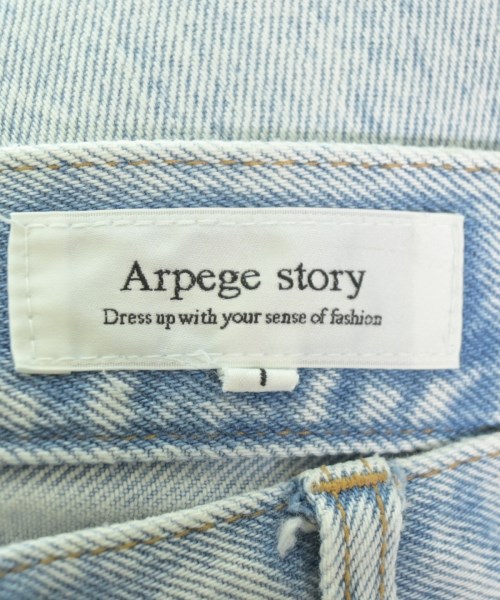 Arpege story
Dress up with your sense of fashion
1